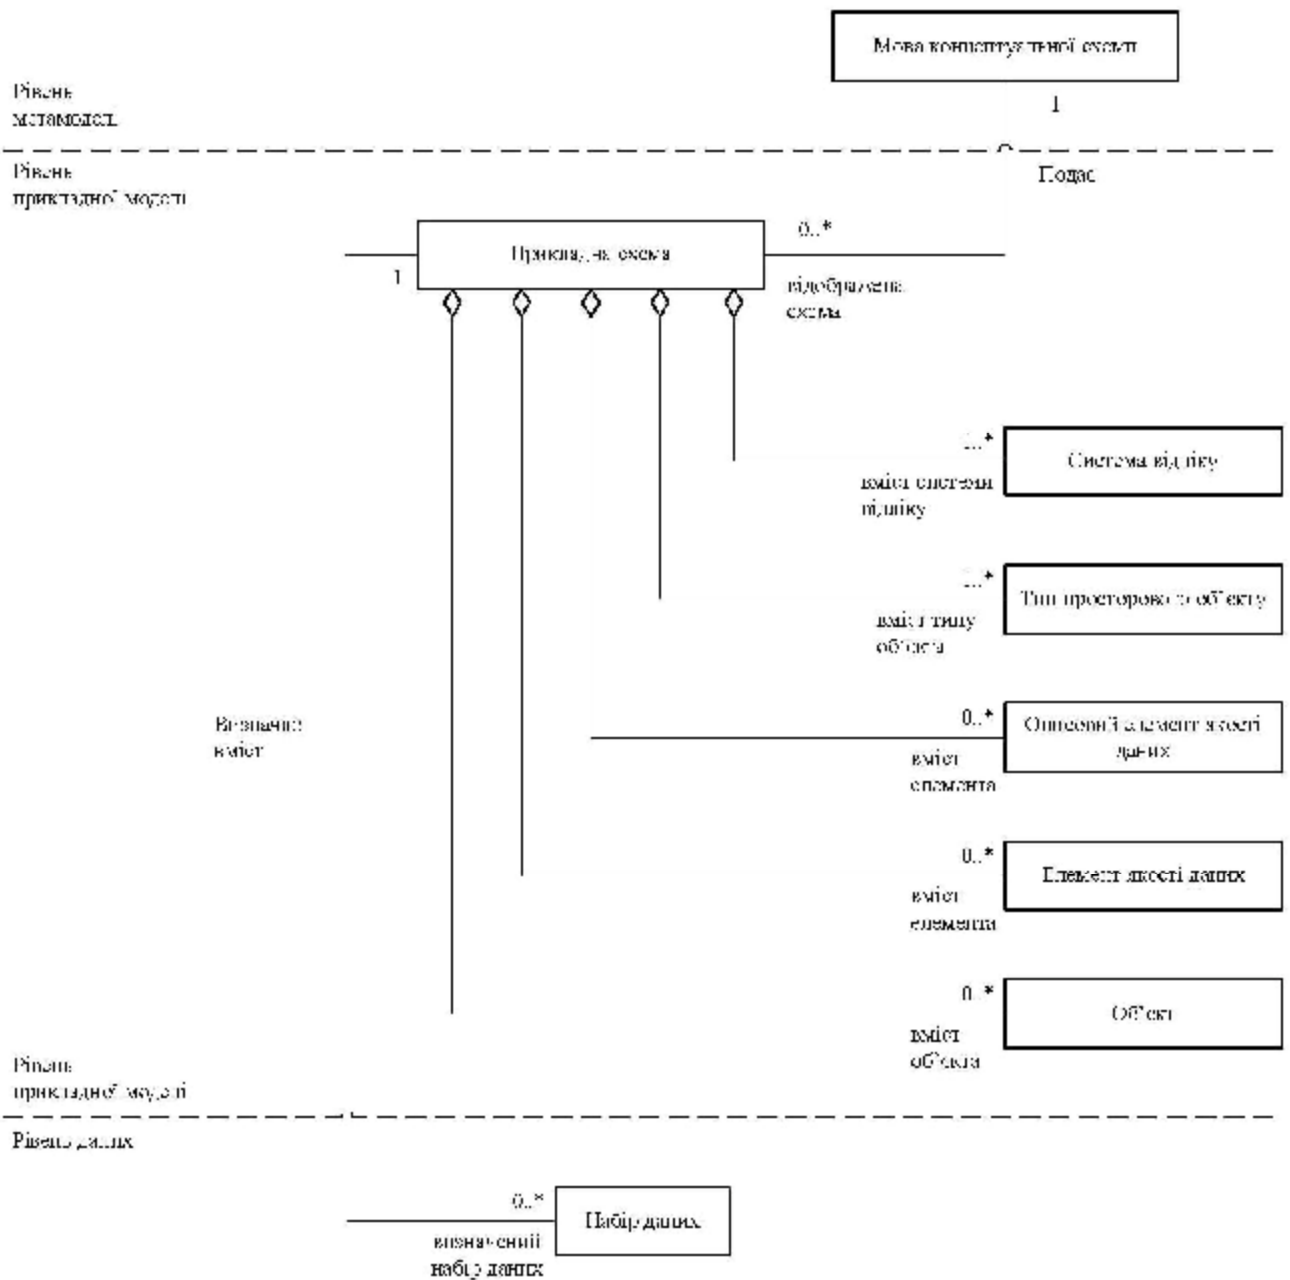 Мова концептуальної схеми
Рівень
метамоделі
1
Рівень
прикладної моделі
Подає
0..*
Прикладна схема
1
відображена
схема
1..*
Система відліку
вміст системи
відліку
1..*
Тип просторового об'єкту
вміст типу
об'єкта
0..*
Описовий елемент якості
даних
Визначає
вміст
вміст
елемента
0..*
Елемент якості даних
вміст
елемента
0..*
Об'єкт
вміст
об'єкта
Рівень
прикладної моделі
Рівень даних
0..*
Набір даних
визначений
набір даних